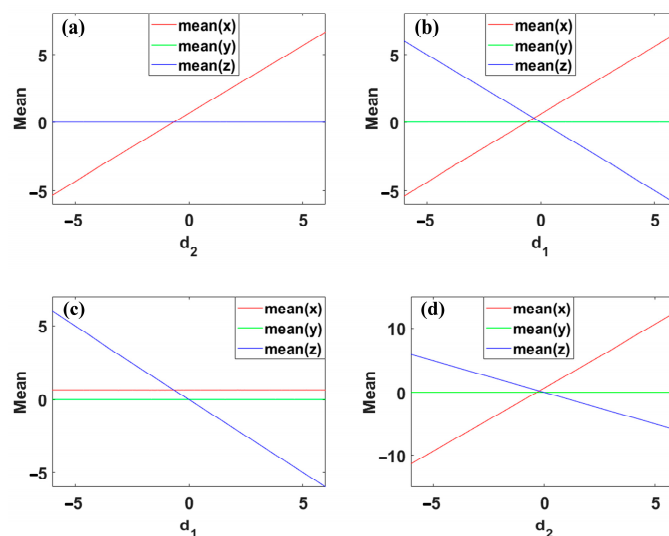 (a)
mean(x)
mean(y)
mean(z)
5
0
−5
Mean
−5 0 5
d2
(b)
mean(x)
mean(y)
mean(z)
5
0
−5
Mean
−5 0 5
d1
(c)
mean(x)
mean(y)
mean(z)
5
0
−5
Mean
−5 0 5
d1
(d)
mean(x)
mean(y)
mean(z)
10
0
−10
Mean
−5 0 5
d2